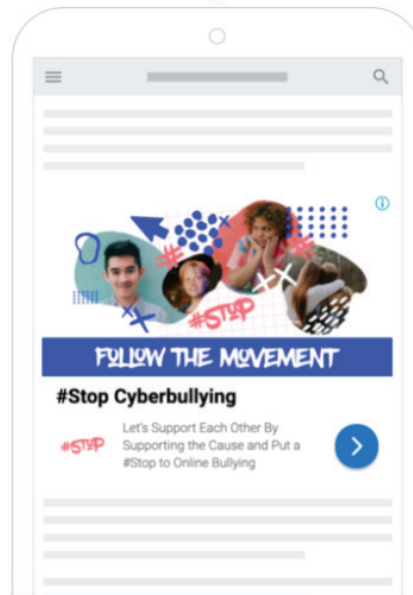 #STOP
FOLLOW THE MOVEMENT
#Stop Cyberbullying
#STOP
Let's Support Each Other By
Supporting the Cause and Put a
#Stop to Online Bullying